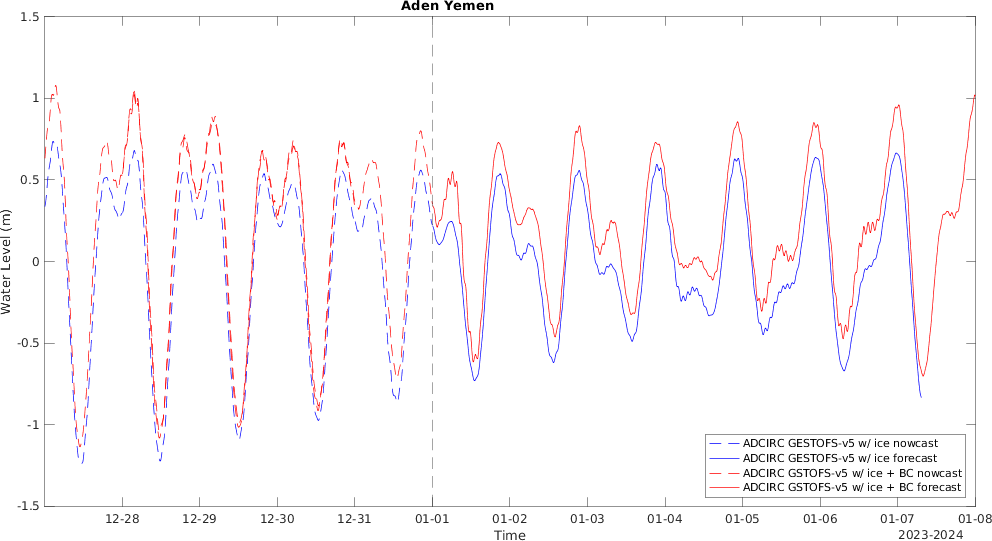 Aden Yemen
1.5
1
0.5
0
-0.5
-1
-1.5
Water Level (m)
ADCIRC GESTOFS-v5 w/ ice nowcast
ADCIRC GESTOFS-v5 w/ ice forecast
ADCIRC GSTOFS-v5 w/ ice + BC nowcast
ADCIRC GSTOFS-v5 w/ ice + BC forecast
12-28 12-29 12-30 12-31 01-01 01-02 01-03 01-04 01-05 01-06 01-07 01-08
Time
2023-2024